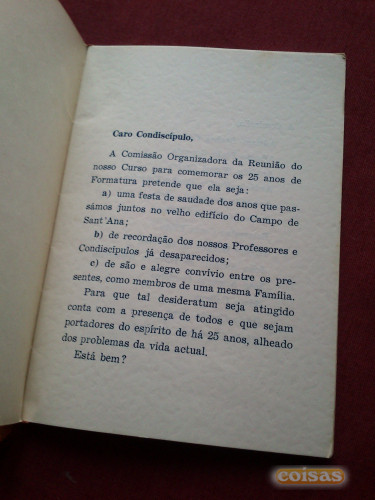 Caro Condiscípulo,
A Comissão Organizadora da Reunião do
nosso Curso para comemorar os 25 anos de
Formatura pretende que ela seja:
a) uma festa de saudade dos anos que pas-
sámos juntos no velho edifício do Campo de
Sant'Ana;
b) de recordação dos nossos Professores e
Condiscípulos já desaparecidos;
c) de são e alegre convívio entre os pre-
sentes, como membros de uma mesma Família.
Para que tal desideratum seja atingido
conta com a presença de todos e que sejam
portadores do espírito de há 25 anos, alheado
dos problemas da vida actual.
Está bem?
coisas